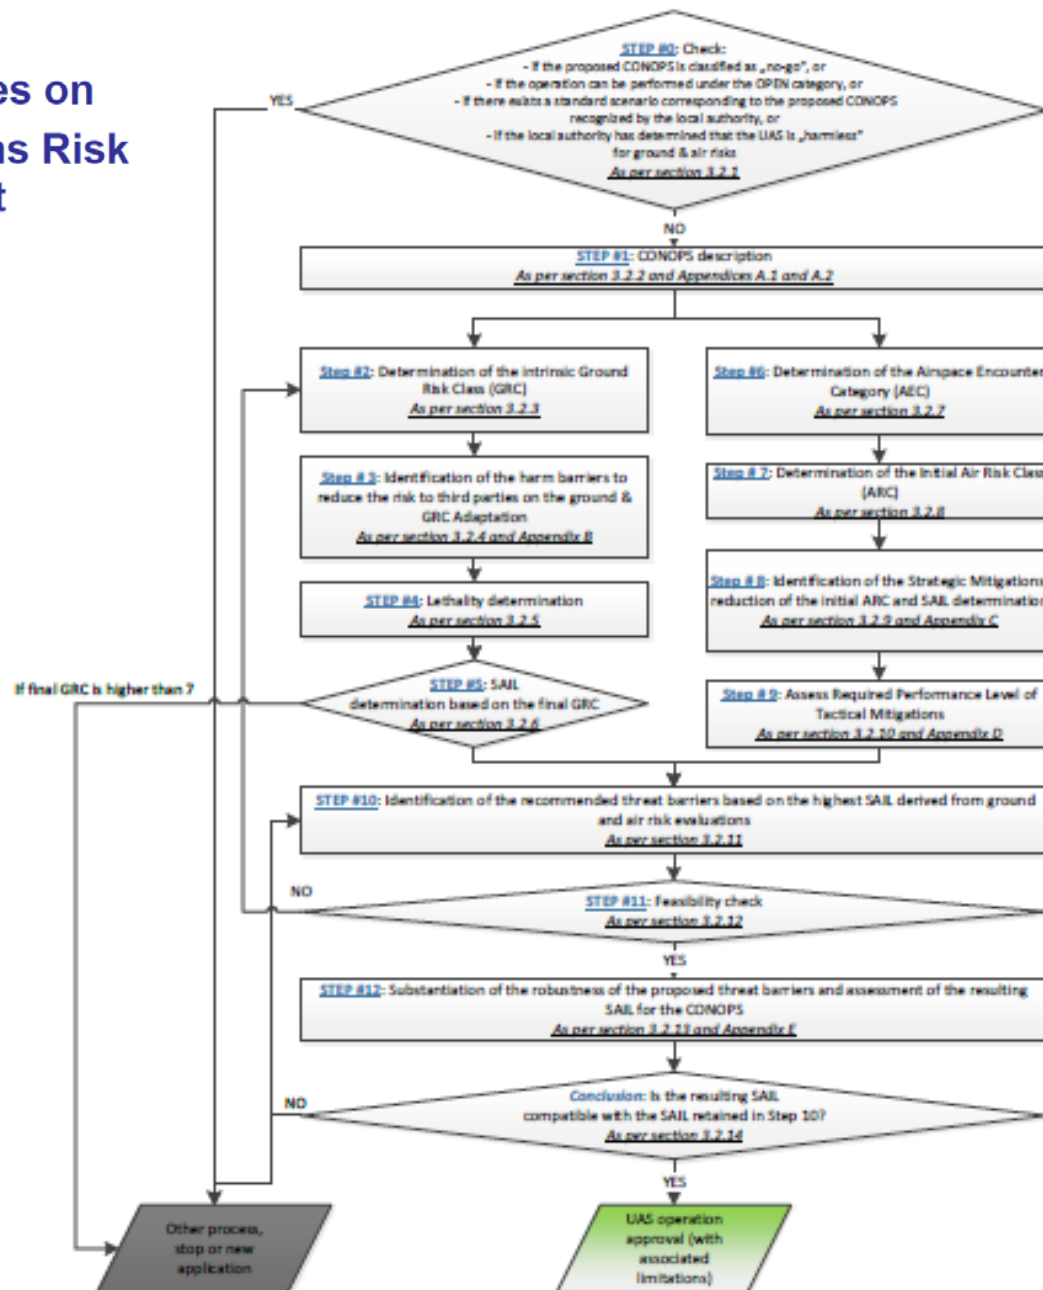 es on
ns Risk
t
STEP #0: Check:
- If the proposed CONOPS is classified as „no-go”, or
- If the operation can be performed under the OPEN category, or
- If there exists a standard scenario corresponding to the proposed CONOPS
recognized by the local authority, or
- If the local authority has determined that the UAS is „harmless”
for ground & air risks
As per section 3.2.1
YES
NO
STEP #1: CONOPS description
As per section 3.2.2 and Appendices A.1 and A.2
Step #2: Determination of the intrinsic Ground
Risk Class (GRC)
As per section 3.2.3
Step # 3: Identification of the harm barriers to
reduce the risk to third parties on the ground &
GRC Adaptation
As per section 3.2.4 and Appendix B
STEP #4: Lethality determination
As per section 3.2.5
STEP #5: SAIL
determination based on the final GRC
As per section 3.2.6
If final GRC is higher than 7
Step #6: Determination of the Airspace Encounter
Category (AEC)
As per section 3.2.7
Step # 7: Determination of the Initial Air Risk Class
(ARC)
As per section 3.2.8
Step # 8: Identification of the Strategic Mitigations,
reduction of the initial ARC and SAIL determination
As per section 3.2.9 and Appendix C
Step # 9: Assess Required Performance Level of
Tactical Mitigations
As per section 3.2.10 and Appendix D
STEP #10: Identification of the recommended threat barriers based on the highest SAIL derived from ground
and air risk evaluations
As per section 3.2.11
NO
STEP #11: Feasibility check
As per section 3.2.12
YES
STEP #12: Substantiation of the robustness of the proposed threat barriers and assessment of the resulting
SAIL for the CONOPS
As per section 3.2.13 and Appendix E
NO
Conclusion: Is the resulting SAIL
compatible with the SAIL retained in Step 10?
As per section 3.2.14
YES
Other process,
stop or new
application
UAS operation
approval (with
associated
limitations)